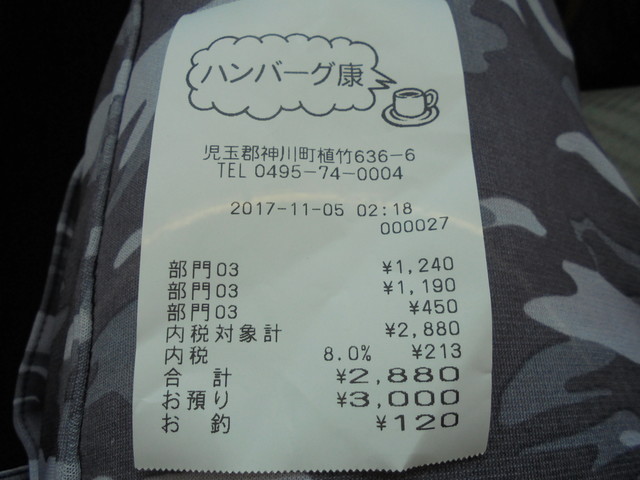 ハンバーグ康
児玉郡神川町植竹636-6
TEL 0495-74-0004
2017-11-05 02:18
000027
部門03 ¥1,240
部門03 ¥1,190
部門03 ¥450
内税対象計 ¥2,880
内税 8.0% ¥213
合計 ¥2,880
お預り ¥3,000
お釣 ¥120